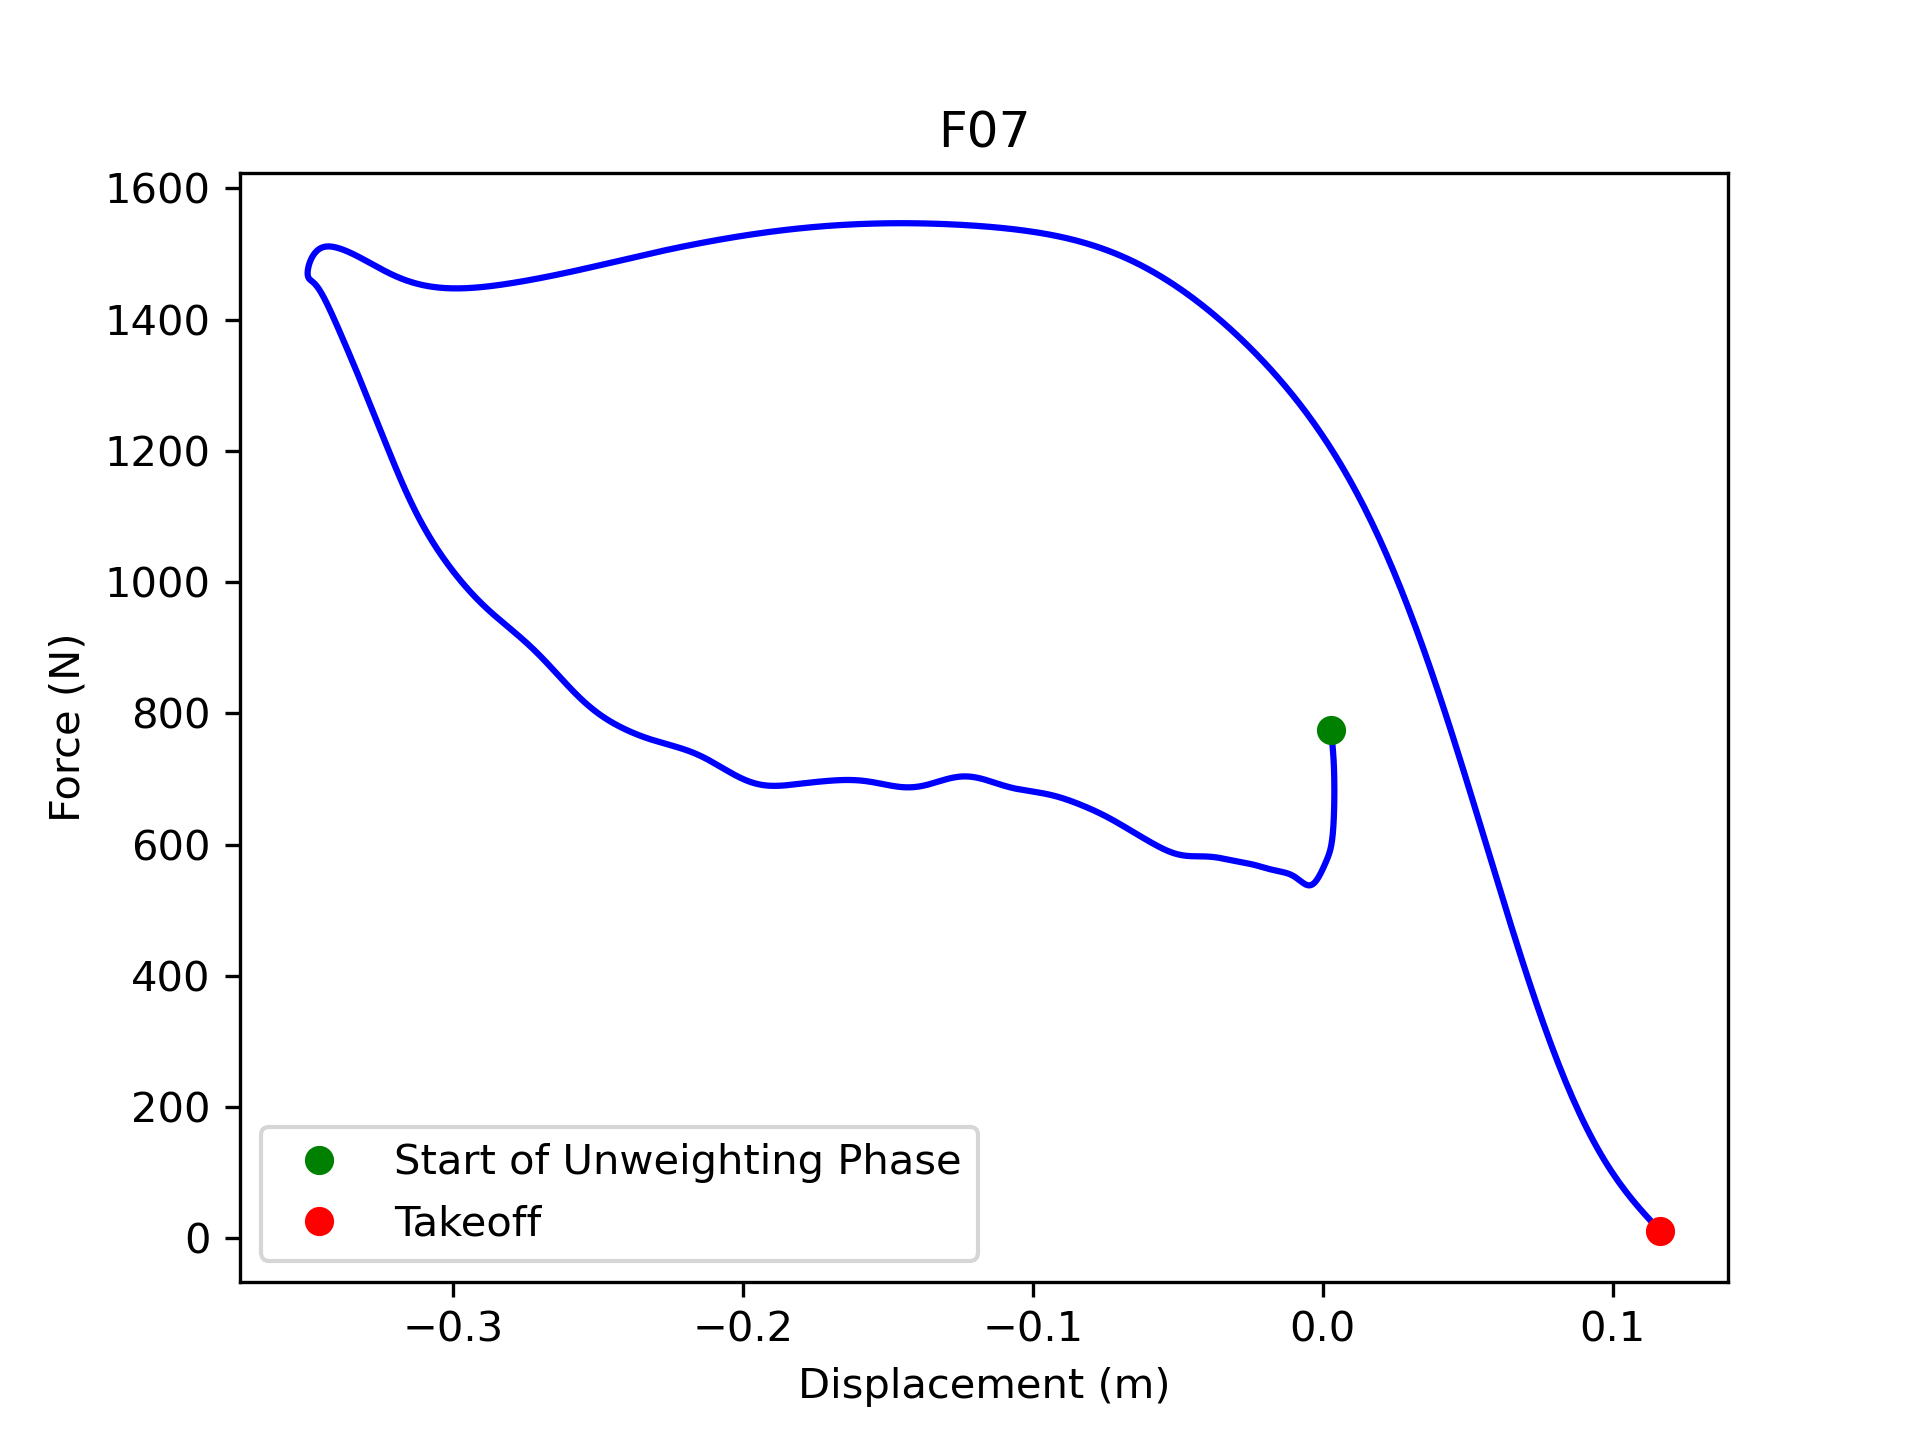 F07
1600
1400
1200
1000
800
600
400
200
0
Force (N)
Start of Unweighting Phase
Takeoff
−0.3 −0.2 −0.1 0.0 0.1
Displacement (m)